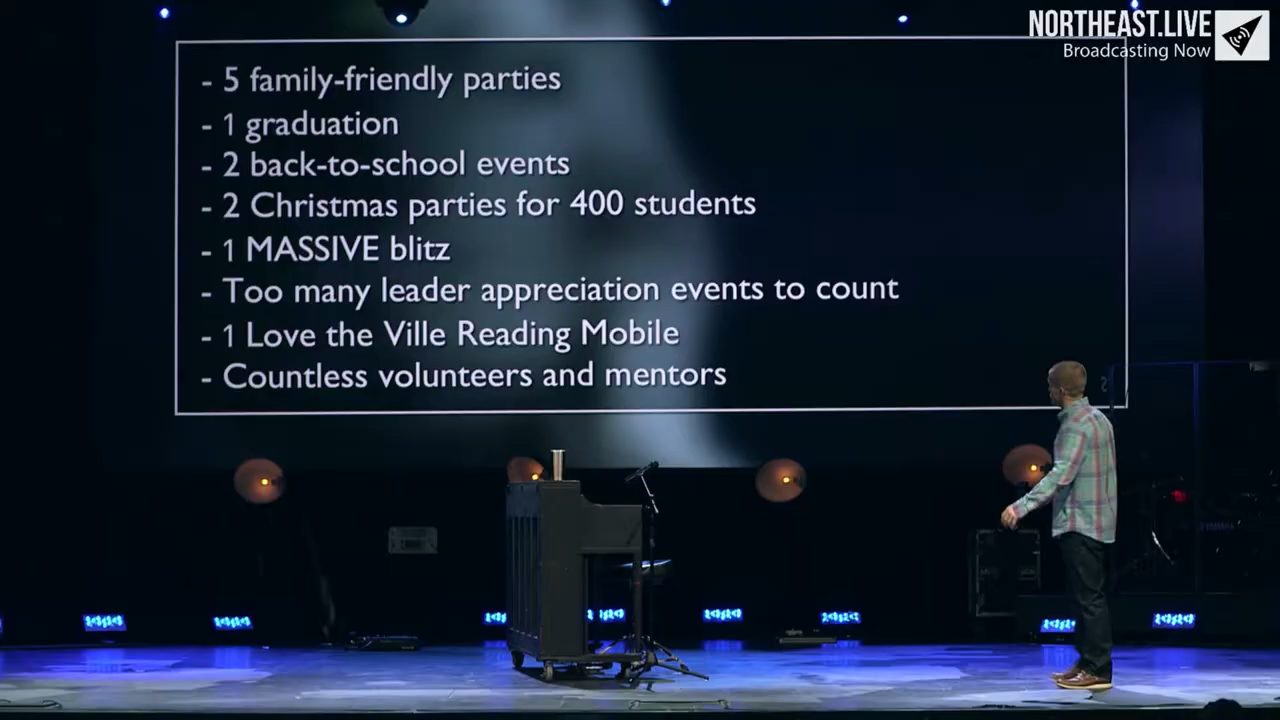 NORTHEAST.LIVE
Broadcasting Now
- 5 family-friendly parties
- 1 graduation
- 2 back-to-school events
- 2 Christmas parties for 400 students
- 1 MASSIVE blitz
- Too many leader appreciation events to count
- 1 Love the Ville Reading Mobile
- Countless volunteers and mentors
2
YAMAHA